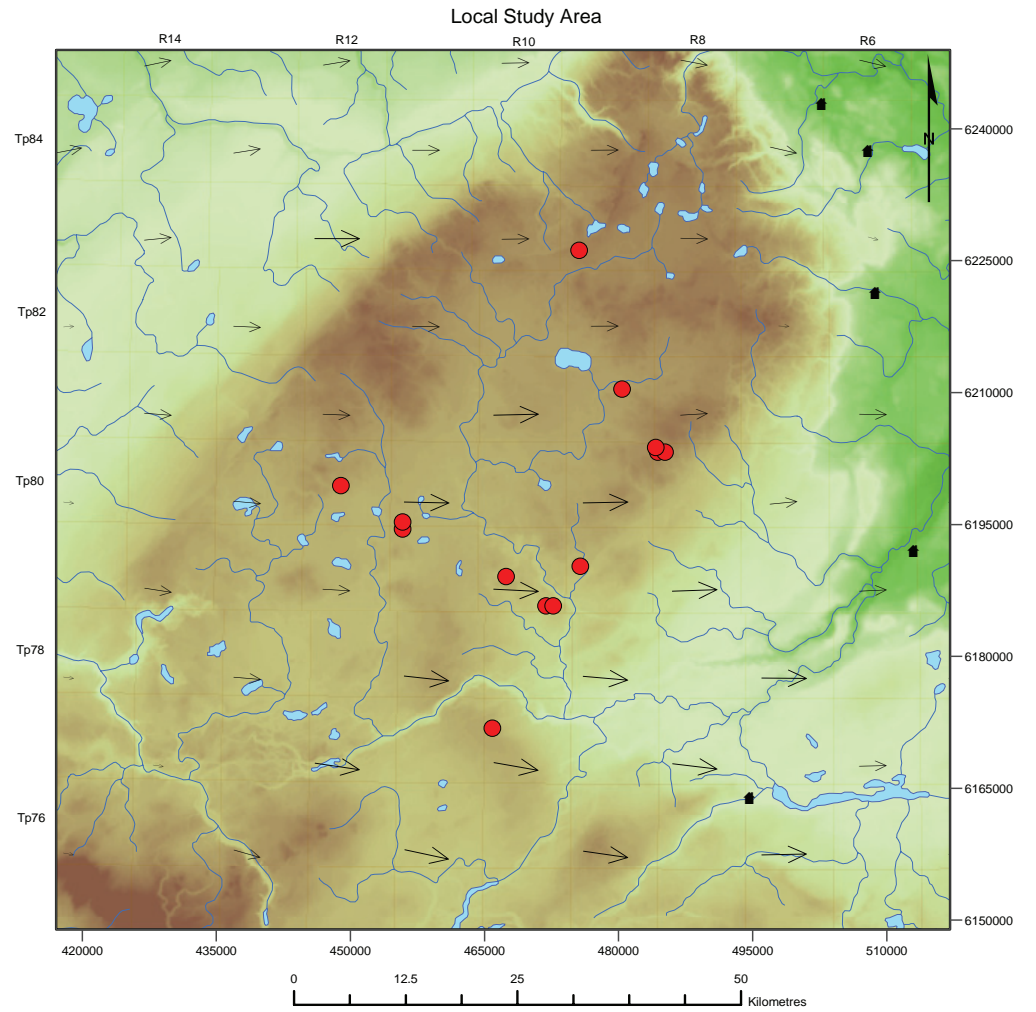 Local Study Area
R14 R12 R10 R8 R6
Tp84
Tp82
Tp80
Tp78
Tp76
N
6240000
6225000
6210000
6195000
6180000
6165000
6150000
420000 435000 450000 465000 480000 495000 510000
0 12.5 25 50
Kilometres